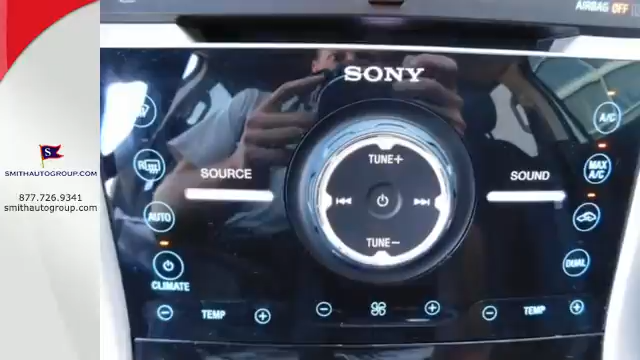 AIRBAG OFF
SONY
A/C
TUNE+
SOURCE
SOUND
MAX
A/C
AUTO
TUNE-
DUAL
CLIMATE
TEMP
TEMP
S
SMITHAUTOGROUP.COM
877.726.9341
smithautogroup.com